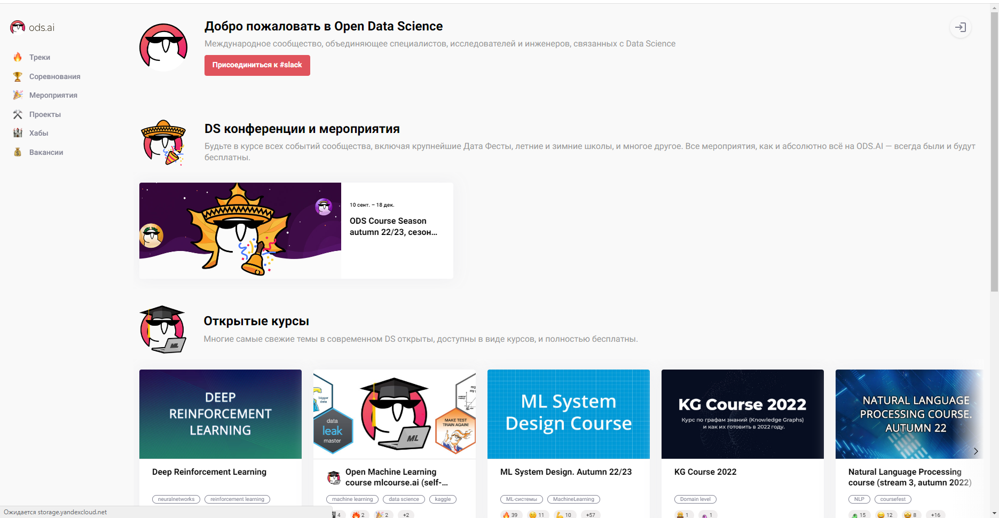 ods.ai
Треки
Соревнования
Мероприятия
Проекты
Хабы
Вакансии
Добро пожаловать в Open Data Science
Международное сообщество, объединяющее специалистов, исследователей и инженеров, связанных с Data Science
Присоединиться к #slack
DS конференции и мероприятия
Будьте в курсе всех событий сообщества, включая крупнейшие Дата Фесты, летние и зимние школы, и многое другое. Все мероприятия, как и абсолютно всё на ODS.AI — всегда были и будут
бесплатны.
10 сент. – 18 дек.
ODS Course Season
autumn 22/23, сезон...
Открытые курсы
Многие самые свежие темы в современном DS открыты, доступны в виде курсов, и полностью бесплатны.
DEEP
REINFORCEMENT
LEARNING
Deep Reinforcement Learning
neuralnetworks
reinforcement learning
bigger
data
data
leak
master
ML
MAKE TEST
TRAIN AGAIN!
Open Machine Learning
course mlcourse.ai (self-...
machine learning
data science
kaggle
4
2
2
+2
ML System
Design Course
ML System Design. Autumn 22/23
ML-системы
MachineLearning
39
11
10
+57
KG Course 2022
Курс по графам знаний (Knowledge Graphs)
и как их готовить в 2022 году.
KG Course 2022
Domain level
1
1
NATURAL LANGUAGE
PROCESSING COURSE.
AUTUMN 22
Natural Language Processing
course (stream 3, autumn 2022)
NLP
coursefest
15
12
8
+16
Ожидается storage.yandexcloud.net